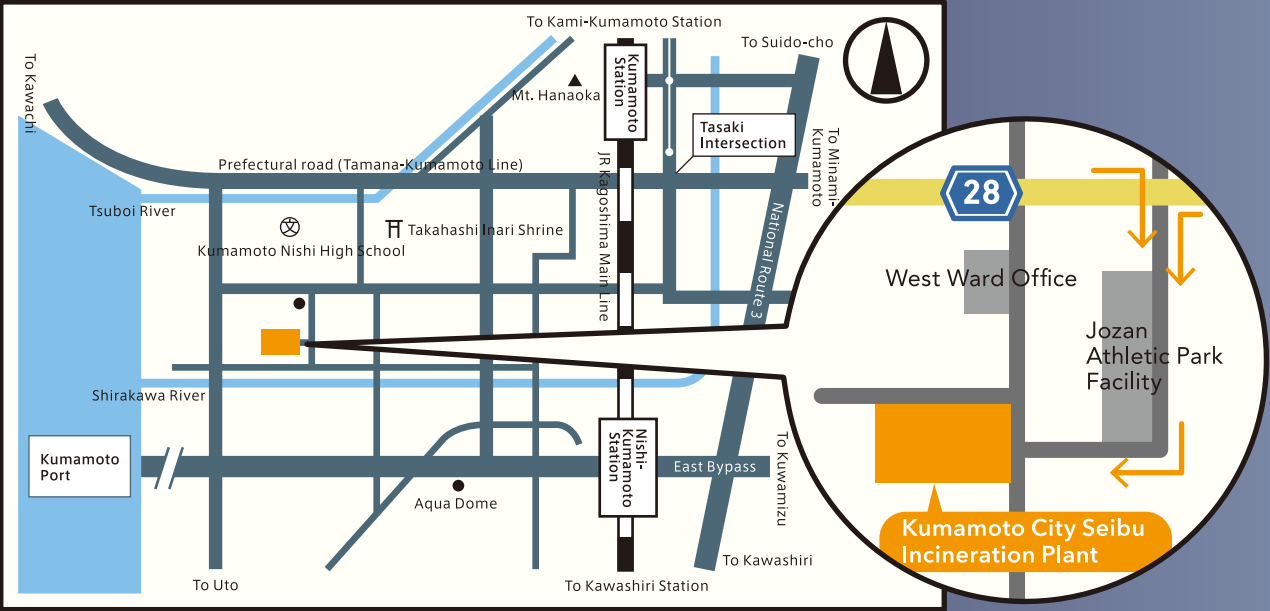 To Kami-Kumamoto Station
To Suido-cho
To Kawachi
Kumamoto
Station
Mt. Hanaoka
Tasaki
Intersection
To Minami-
Kumamoto
Prefectural road (Tamana-Kumamoto Line)
JR Kagoshima Main Line
28
Tsuboi River
文
Kumamoto Nishi High School
Takahashi Inari Shrine
National Route 3
West Ward Office
Jozan
Athletic Park
Facility
Shirakawa River
Kumamoto
Port
Nishi-
Kumamoto
Station
East Bypass
To Kuwamizu
Aqua Dome
Kumamoto City Seibu
Incineration Plant
To Uto
To Kawashiri Station
To Kawashiri